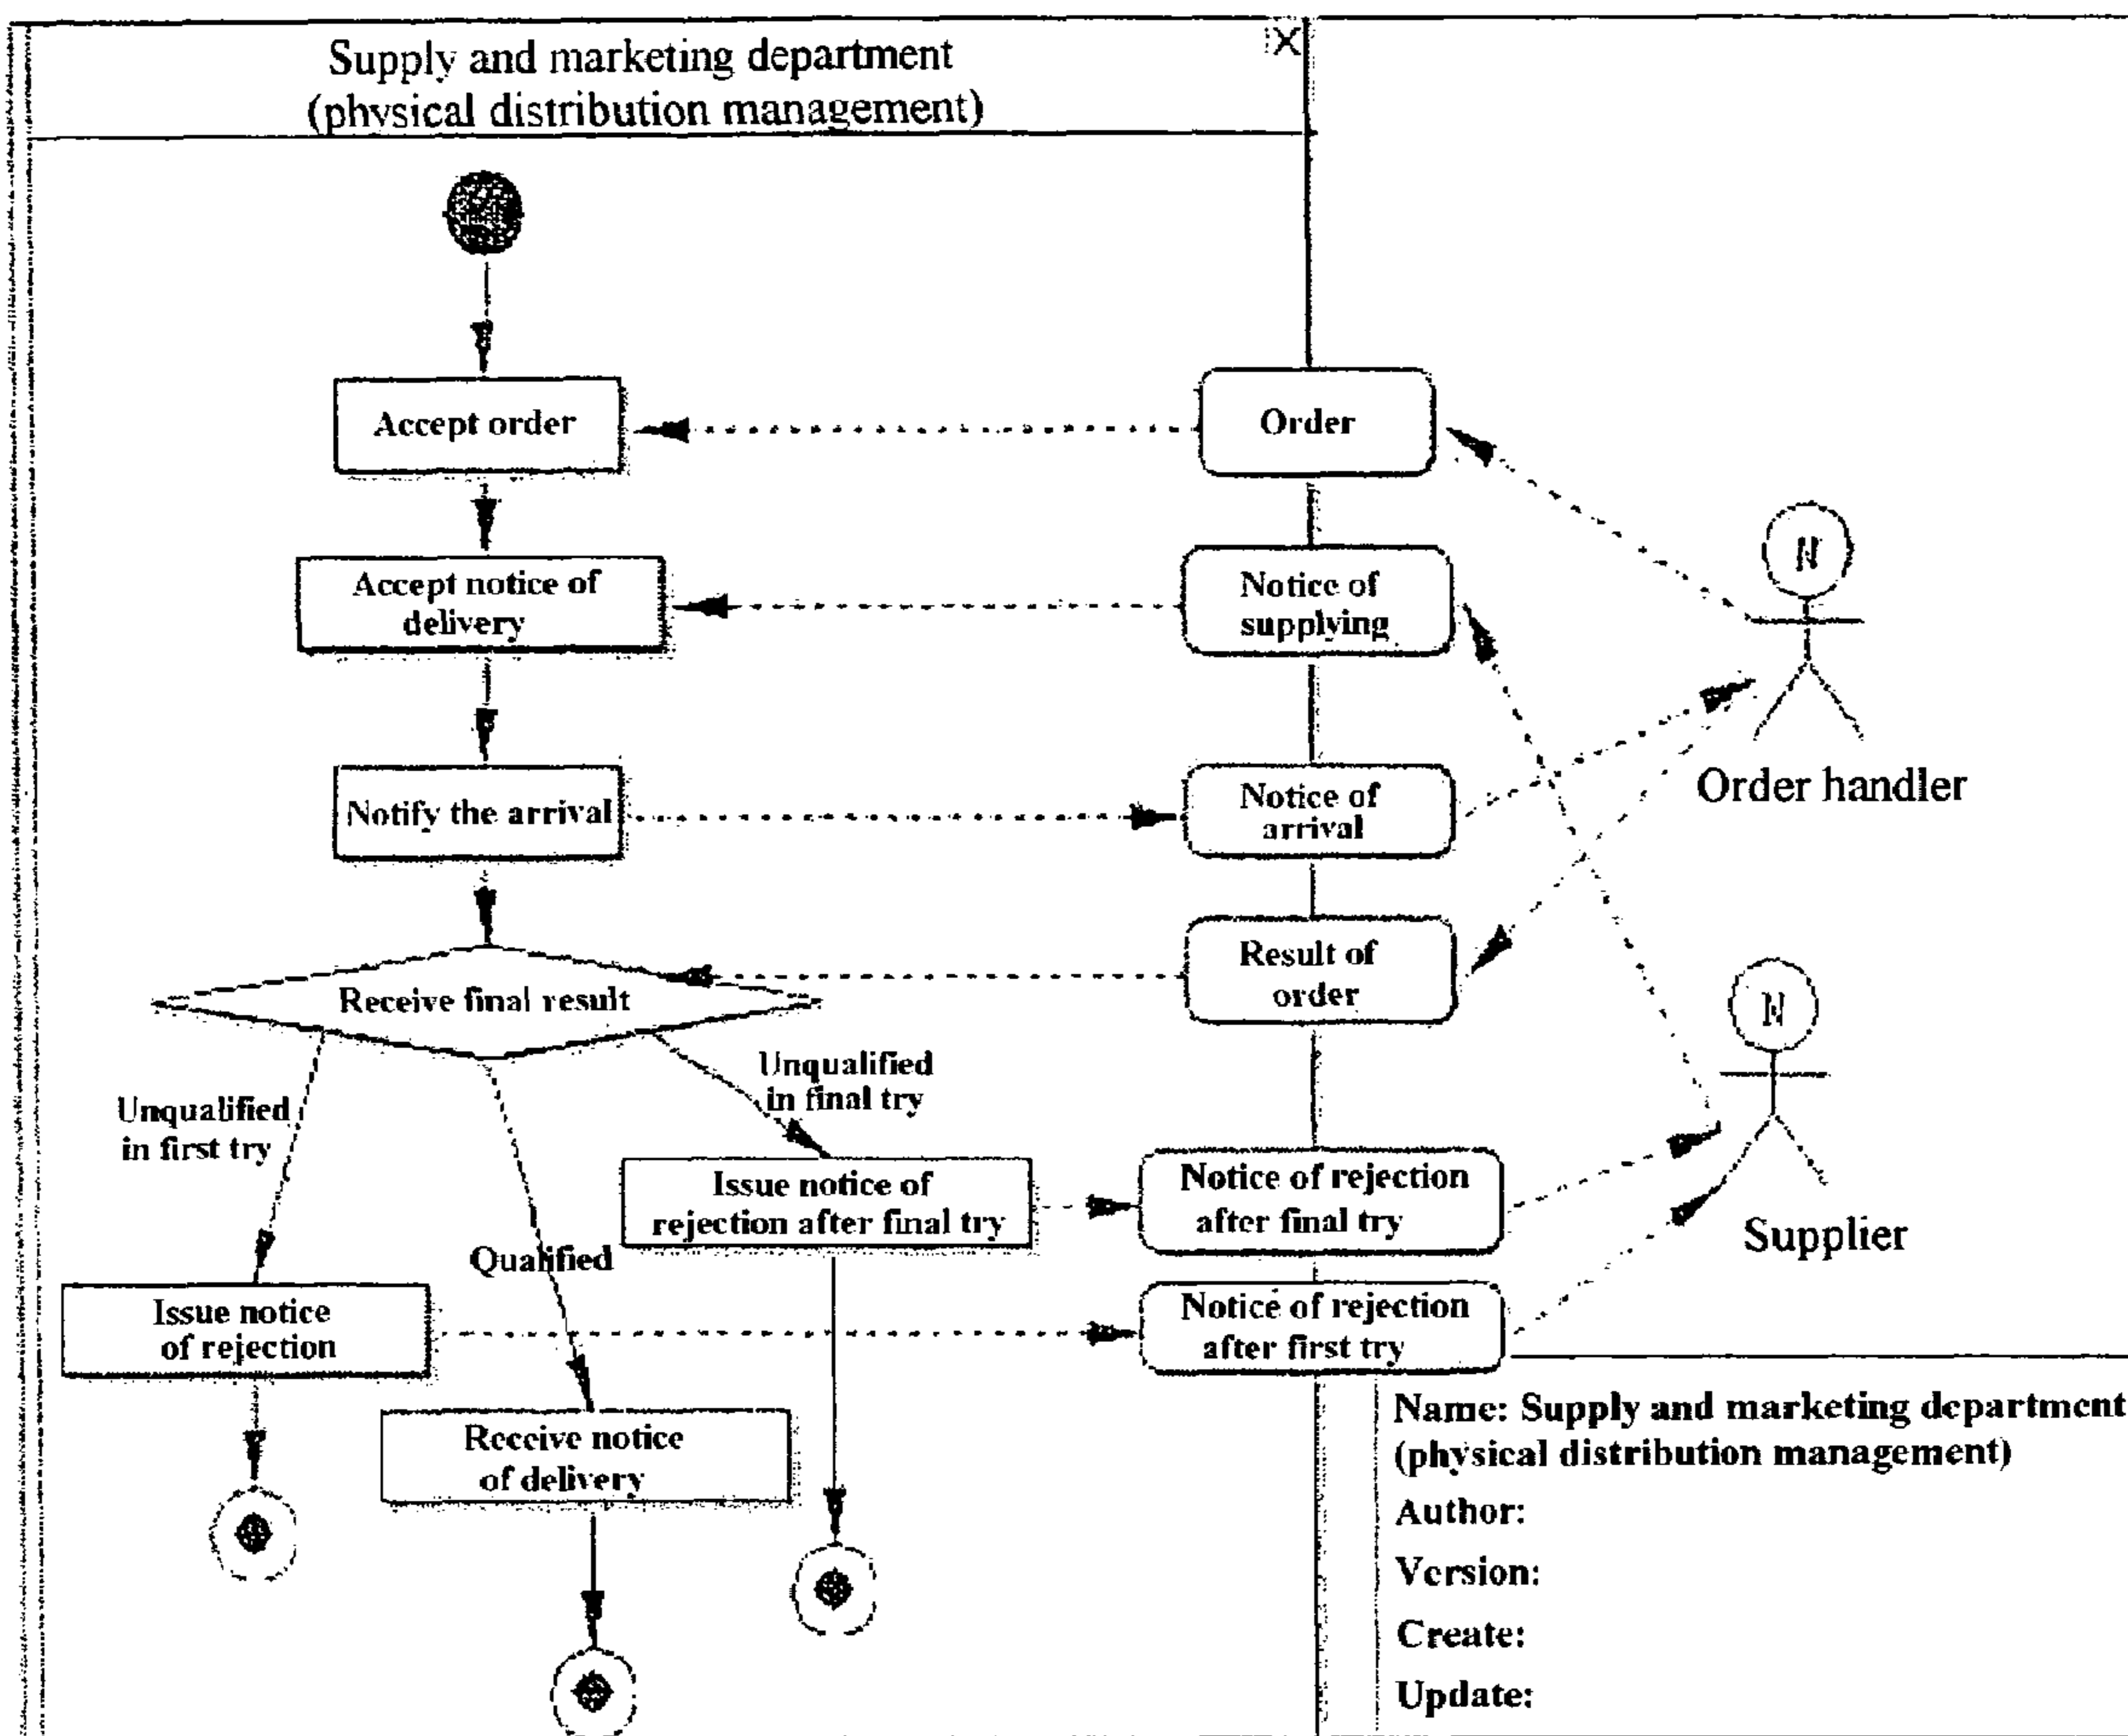 Supply and marketing department
(physical distribution management)
X
Accept order
Order
Accept notice of
delivery
Notice of
supplying
N
Order handler
Notify the arrival
Notice of
arrival
Receive final result
Result of
order
N
Supplier
Unqualified
in first try
Unqualified
in final try
Qualified
Issue notice of
rejection after final try
Notice of rejection
after final try
Issue notice
of rejection
Notice of rejection
after first try
Receive notice
of delivery
Name: Supply and marketing department
(physical distribution management)
Author:
Version:
Create:
Update: